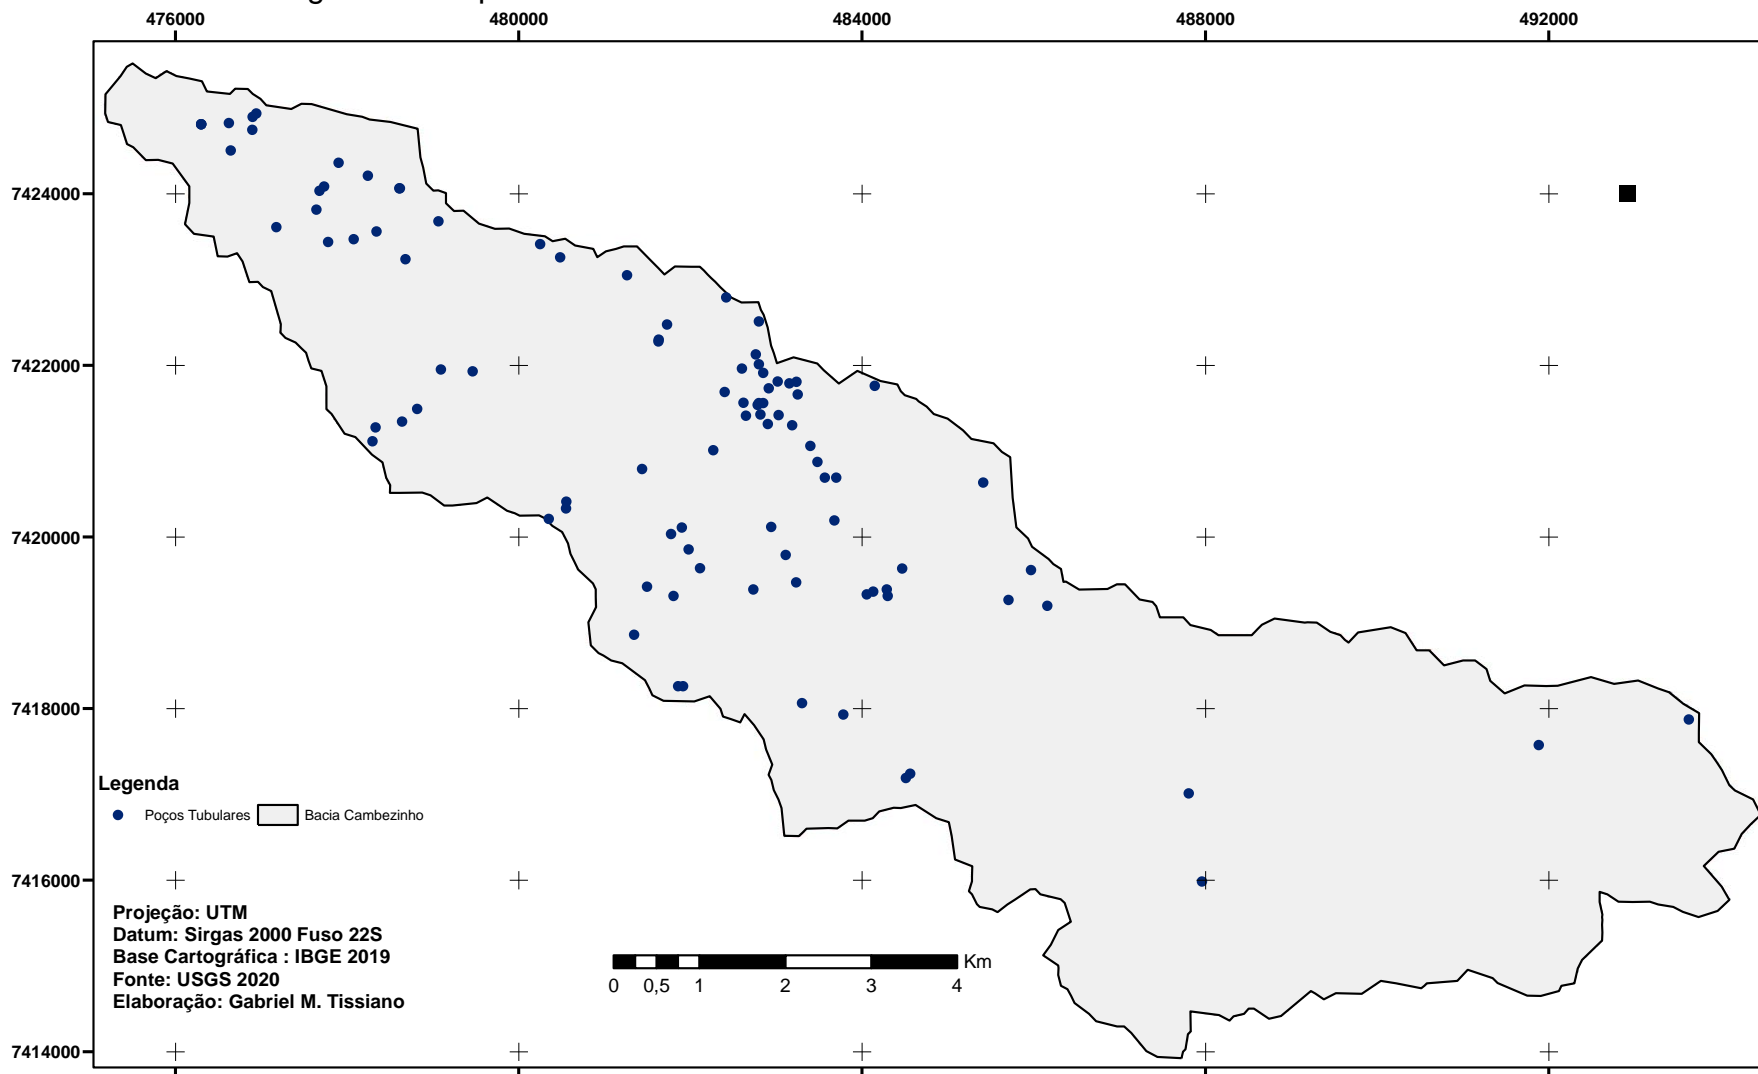 476000 480000 484000 488000 492000
7424000
7422000
7420000
7418000
Legenda
Poços Tubulares Bacia Cambezinho
7416000
Projeção: UTM
Datum: Sirgas 2000 Fuso 22S
Base Cartográfica : IBGE 2019
Fonte: USGS 2020
Elaboração: Gabriel M. Tissiano
Km
0 0,5 1 2 3 4
7414000